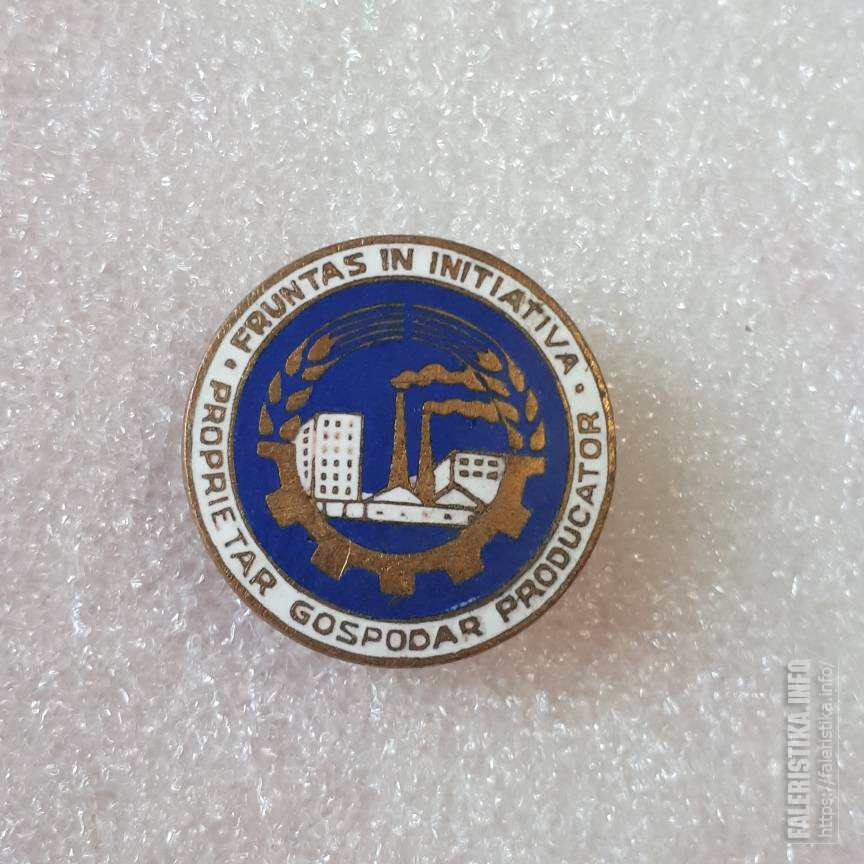 · FRUNTAS IN INITIATIVA ·
PROPRIETAR GOSPODAR PRODUCATOR
FALERISTIKA.INFO
https://faleristika.info/